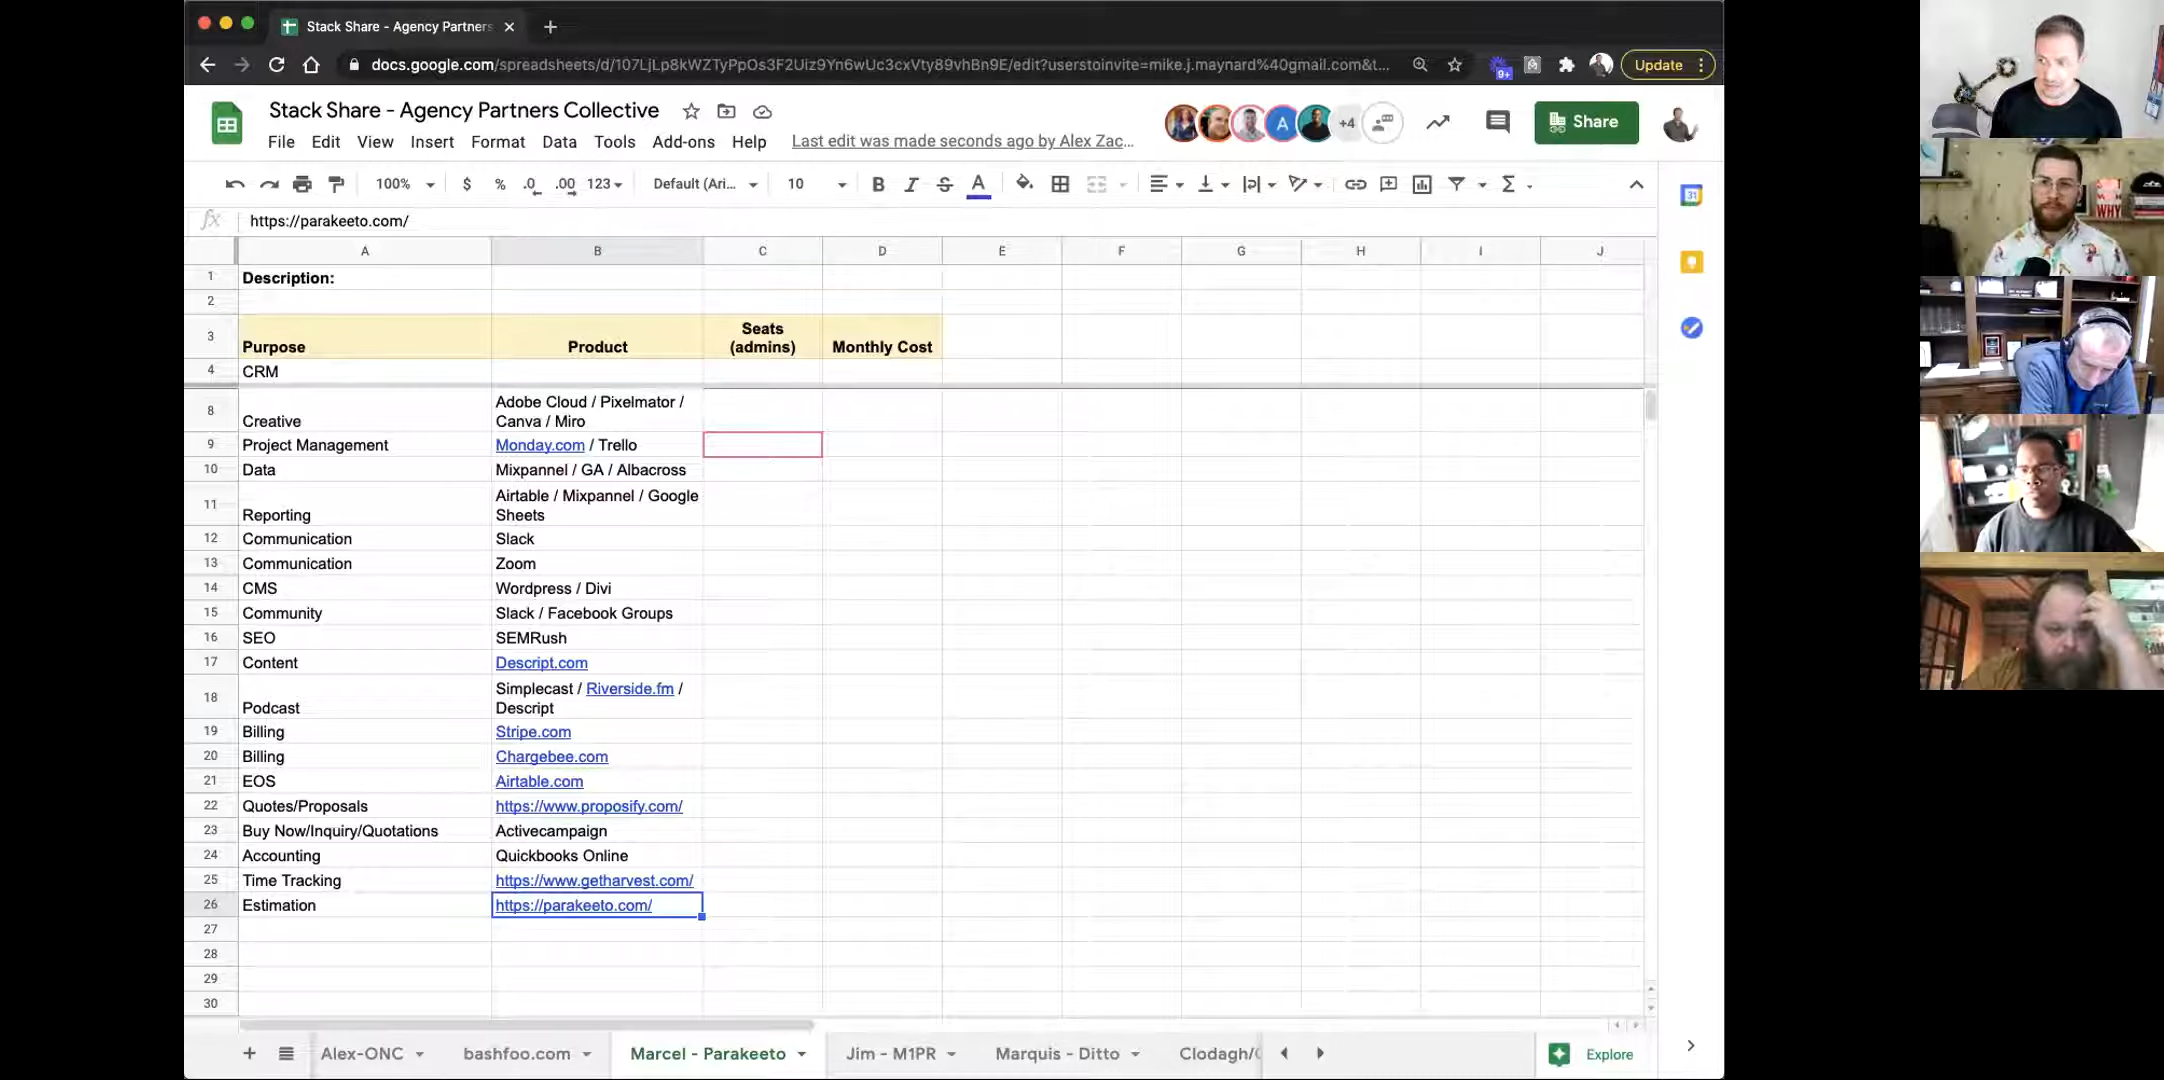 Stack Share - Agency Partners
docs.google.com/spreadsheets/d/107LjLp8kWZTyPpOs3F2Uiz9Yn6wUc3cxVty89vhBn9E/edit?userstoinvite=mike.j.maynard%40gmail.com&t...
9+
Update
Stack Share - Agency Partners Collective
A
+4
Share
File Edit View Insert Format Data Tools Add-ons Help Last edit was made seconds ago by Alex Zac...
100% $ % .0 .00 123 Default (Ari... 10 B I S A Σ
31
fx https://parakeeto.com/
A B C D E F G H I J
1 Description:
2
3 Purpose Product Seats (admins) Monthly Cost
4 CRM
8 Creative Adobe Cloud / Pixelmator / Canva / Miro
9 Project Management Monday.com / Trello
10 Data Mixpannel / GA / Albacross
11 Reporting Airtable / Mixpannel / Google Sheets
12 Communication Slack
13 Communication Zoom
14 CMS Wordpress / Divi
15 Community Slack / Facebook Groups
16 SEO SEMRush
17 Content Descript.com
18 Podcast Simplecast / Riverside.fm / Descript
19 Billing Stripe.com
20 Billing Chargebee.com
21 EOS Airtable.com
22 Quotes/Proposals https://www.proposify.com/
23 Buy Now/Inquiry/Quotations Activecampaign
24 Accounting Quickbooks Online
25 Time Tracking https://www.getharvest.com/
26 Estimation https://parakeeto.com/
27
28
29
30
Alex-ONC bashfoo.com Marcel - Parakeeto Jim - M1PR Marquis - Ditto Clodagh/ Explore
WHY